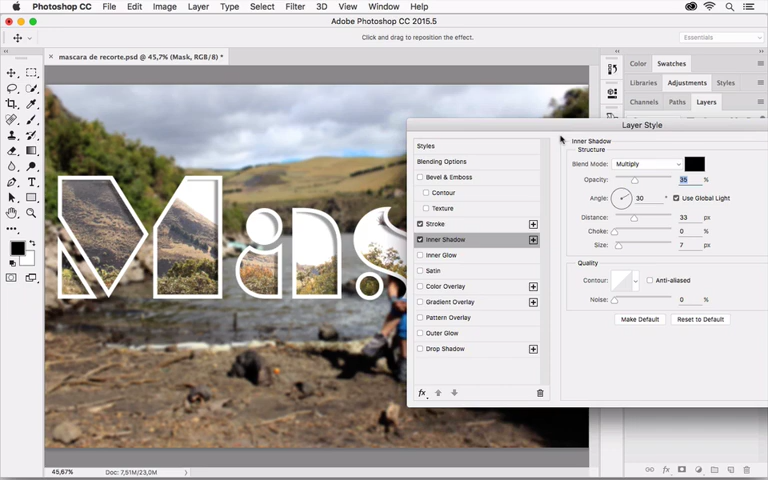 Photoshop CC File Edit Image Layer Type Select Filter 3D View Window Help
Adobe Photoshop CC 2015.5
Click and drag to reposition the effect.
Essentials
× mascara de recorte.psd @ 45,7% (Mask, RGB/8) *
Color Swatches
Libraries Adjustments Styles
Channels Paths Layers
Layer Style
Styles
Blending Options
Bevel & Emboss
Contour
Texture
Stroke
Inner Shadow
Inner Glow
Satin
Color Overlay
Gradient Overlay
Pattern Overlay
Outer Glow
Drop Shadow
fx
Inner Shadow
Structure
Blend Mode: Multiply
Opacity: 35 %
Angle: 30 ° Use Global Light
Distance: 33 px
Choke: 0 %
Size: 7 px
Quality
Contour: Anti-aliased
Noise: 0 %
Make Default Reset to Default
Mas
45,67% Doc: 7,51M/23,0M
fx